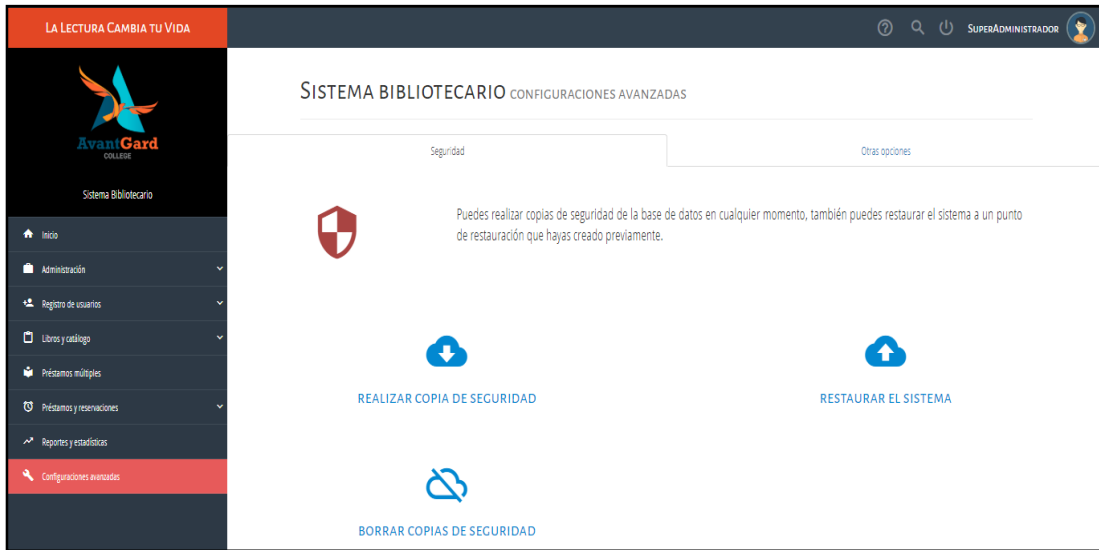 La Lectura Cambia tu Vida
SuperAdministrador
AvantGard
COLLEGE
Sistema Bibliotecario
Inicio
Administración
Registro de usuarios
Libros y catálogo
Préstamos múltiples
Préstamos y reservaciones
Reportes y estadísticas
Configuraciones avanzadas
Sistema bibliotecario configuraciones avanzadas
Seguridad
Otras opciones
Puedes realizar copias de seguridad de la base de datos en cualquier momento, también puedes restaurar el sistema a un punto
de restauración que hayas creado previamente.
REALIZAR COPIA DE SEGURIDAD
RESTAURAR EL SISTEMA
BORRAR COPIAS DE SEGURIDAD